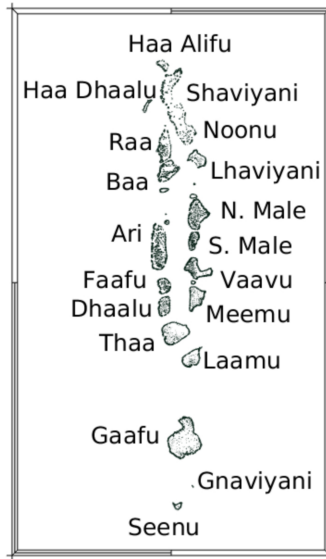 Haa Alifu
Haa Dhaalu
Shaviyani
Noonu
Raa
Lhaviyani
Baa
N. Male
Ari
S. Male
Faafu
Vaavu
Dhaalu
Meemu
Thaa
Laamu
Gaafu
Gnaviyani
Seenu